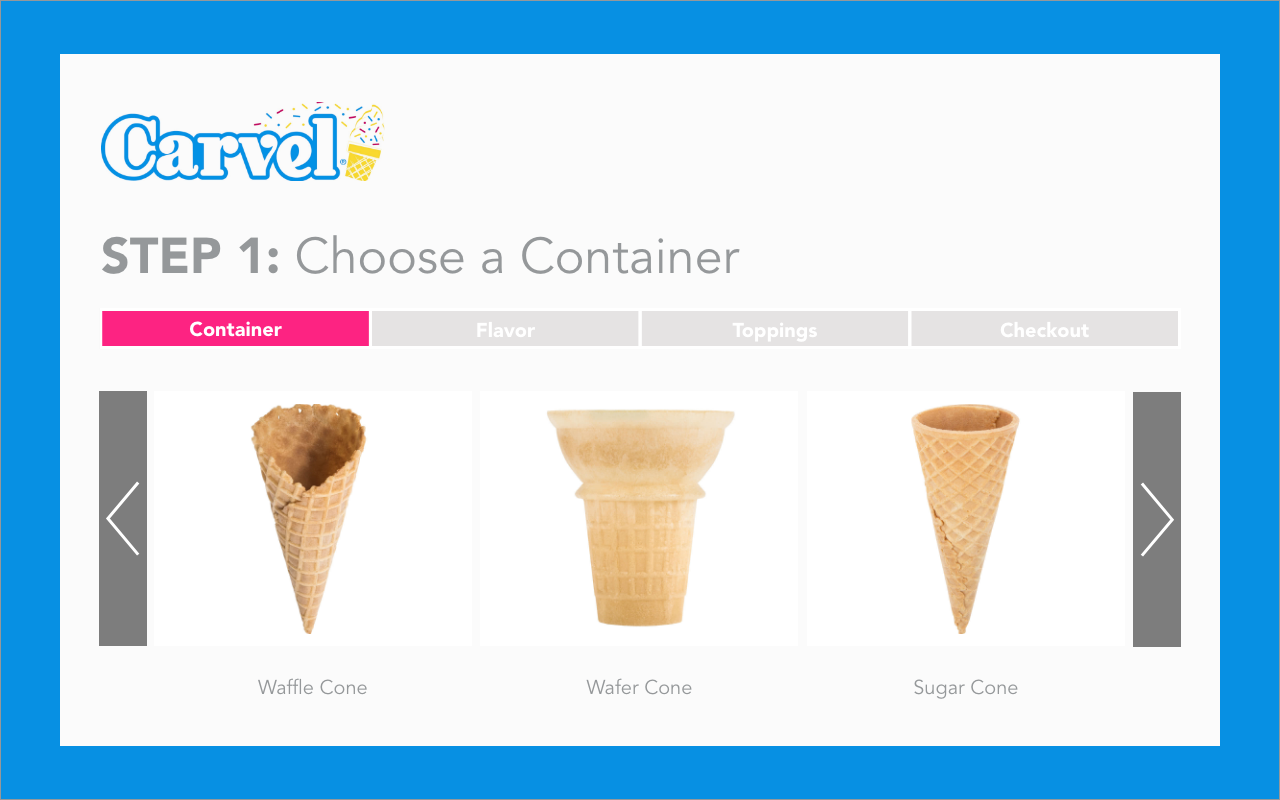 Carvel®
STEP 1: Choose a Container
Container Flavor Toppings Checkout
Waffle Cone Wafer Cone Sugar Cone